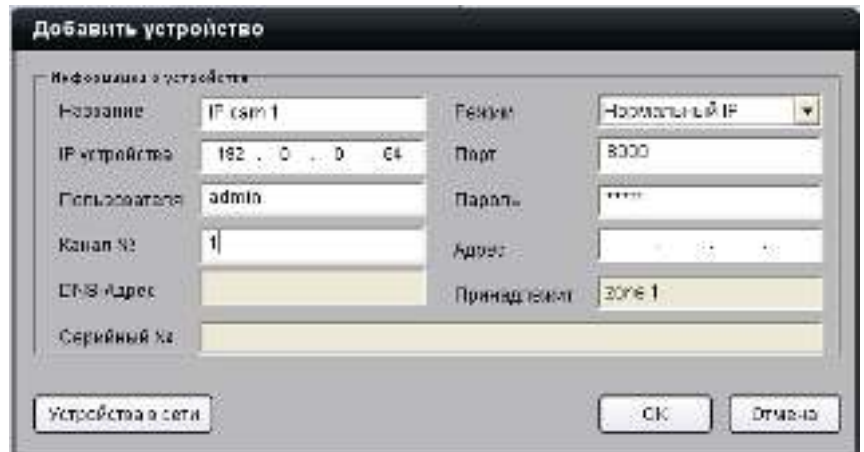 Добавить устройство
Информация о устройстве
Название IP cam 1 Режим Нормальный IP
IP устройства 192 . 0 . 0 64 Порт 8000
Пользователя admin Пароль *****
Канал № 1 Адрес . . .
DNS Адрес Принадлежит zone 1
Серийный №
Устройства в сети OK Отмена